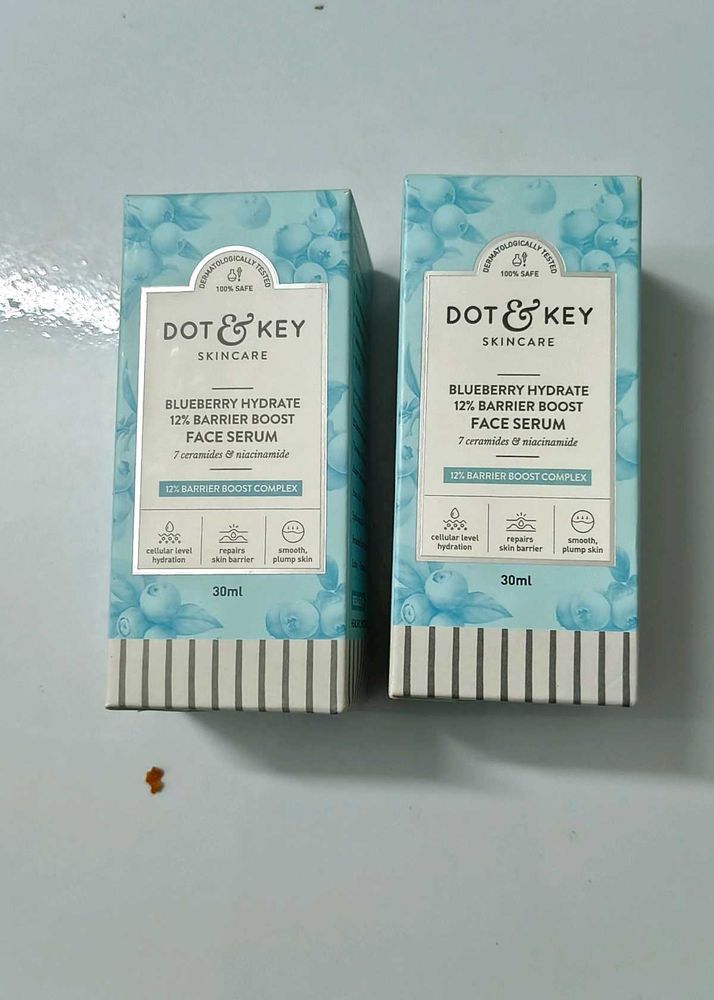 DERMATOLOGICALLY TESTED
100% SAFE
DOT & KEY
SKINCARE
BLUEBERRY HYDRATE
12% BARRIER BOOST
FACE SERUM
7 ceramides & niacinamide
12% BARRIER BOOST COMPLEX
cellular level
hydration
repairs
skin barrier
smooth,
plump skin
30ml
DERMATOLOGICALLY TESTED
100% SAFE
DOT & KEY
SKINCARE
BLUEBERRY HYDRATE
12% BARRIER BOOST
FACE SERUM
7 ceramides & niacinamide
12% BARRIER BOOST COMPLEX
cellular level
hydration
repairs
skin barrier
smooth,
plump skin
30ml